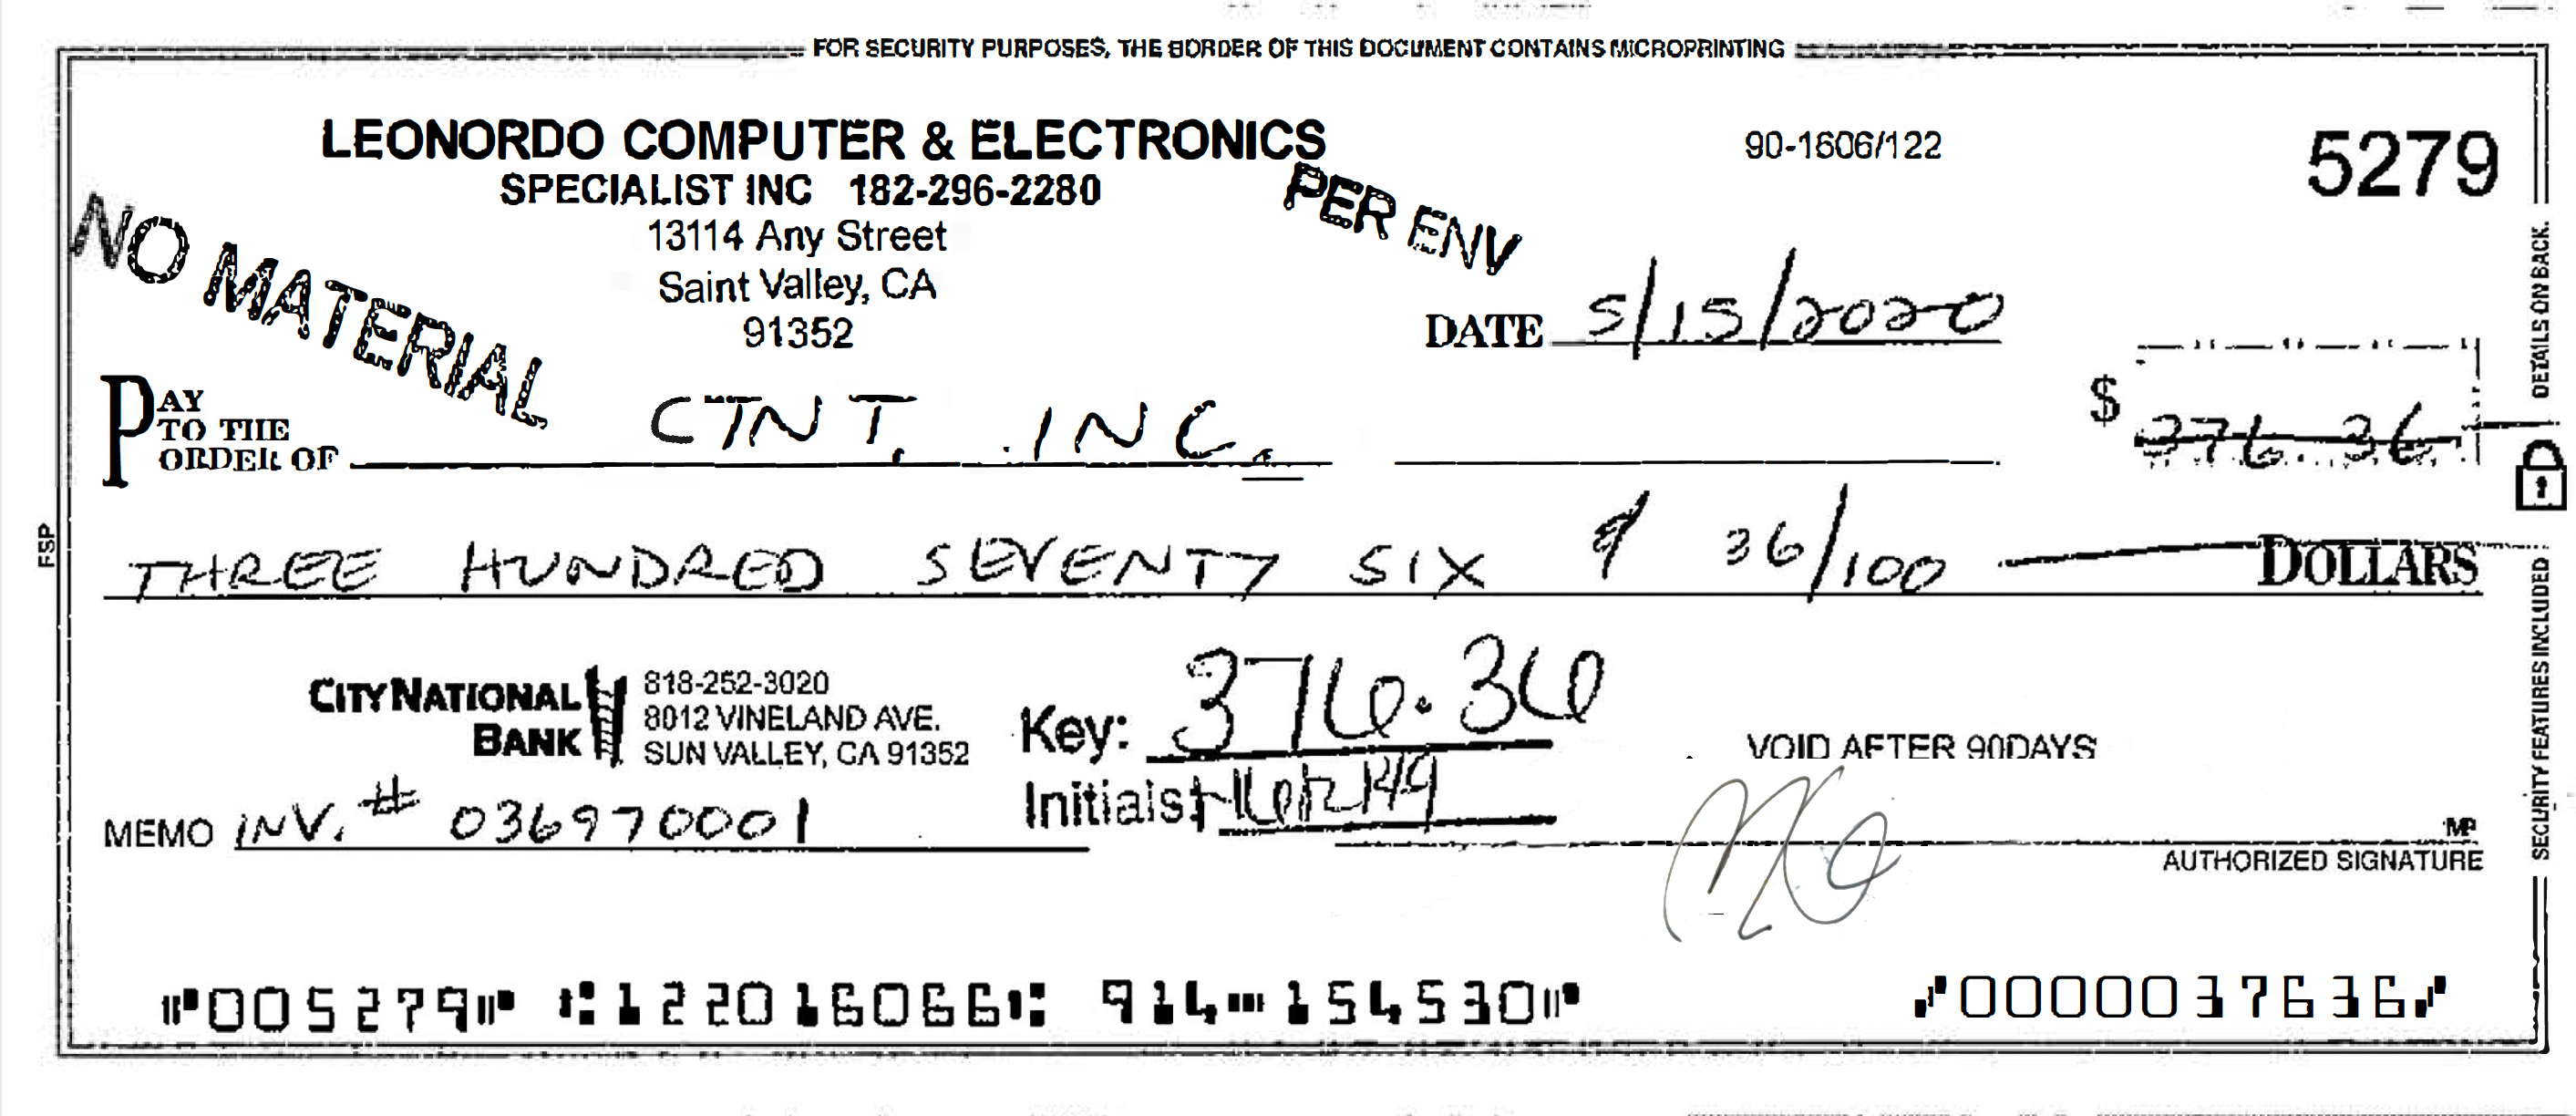 FOR SECURITY PURPOSES, THE BORDER OF THIS DOCUMENT CONTAINS MICROPRINTING
LEONORDO COMPUTER & ELECTRONICS
SPECIALIST INC 182-296-2280
13114 Any Street
Saint Valley, CA
91352
90-1606/122
5279
NO MATERIAL
PER ENV
DATE 5/15/2020
PAY TO THE ORDER OF CTNT, INC.
$ 376.36
THREE HUNDRED SEVENTY SIX & 36/100 DOLLARS
CITY NATIONAL BANK
818-252-3020
8012 VINELAND AVE.
SUN VALLEY, CA 91352
Key: 376.36
Initials:
VOID AFTER 90DAYS
MEMO INV. # 036970001
MP
AUTHORIZED SIGNATURE
⑈005279⑈ ⑆122016066⑆ 914⑉154530⑈ ⑇0000037636⑇
FSP
DETAILS ON BACK.
SECURITY FEATURES INCLUDED